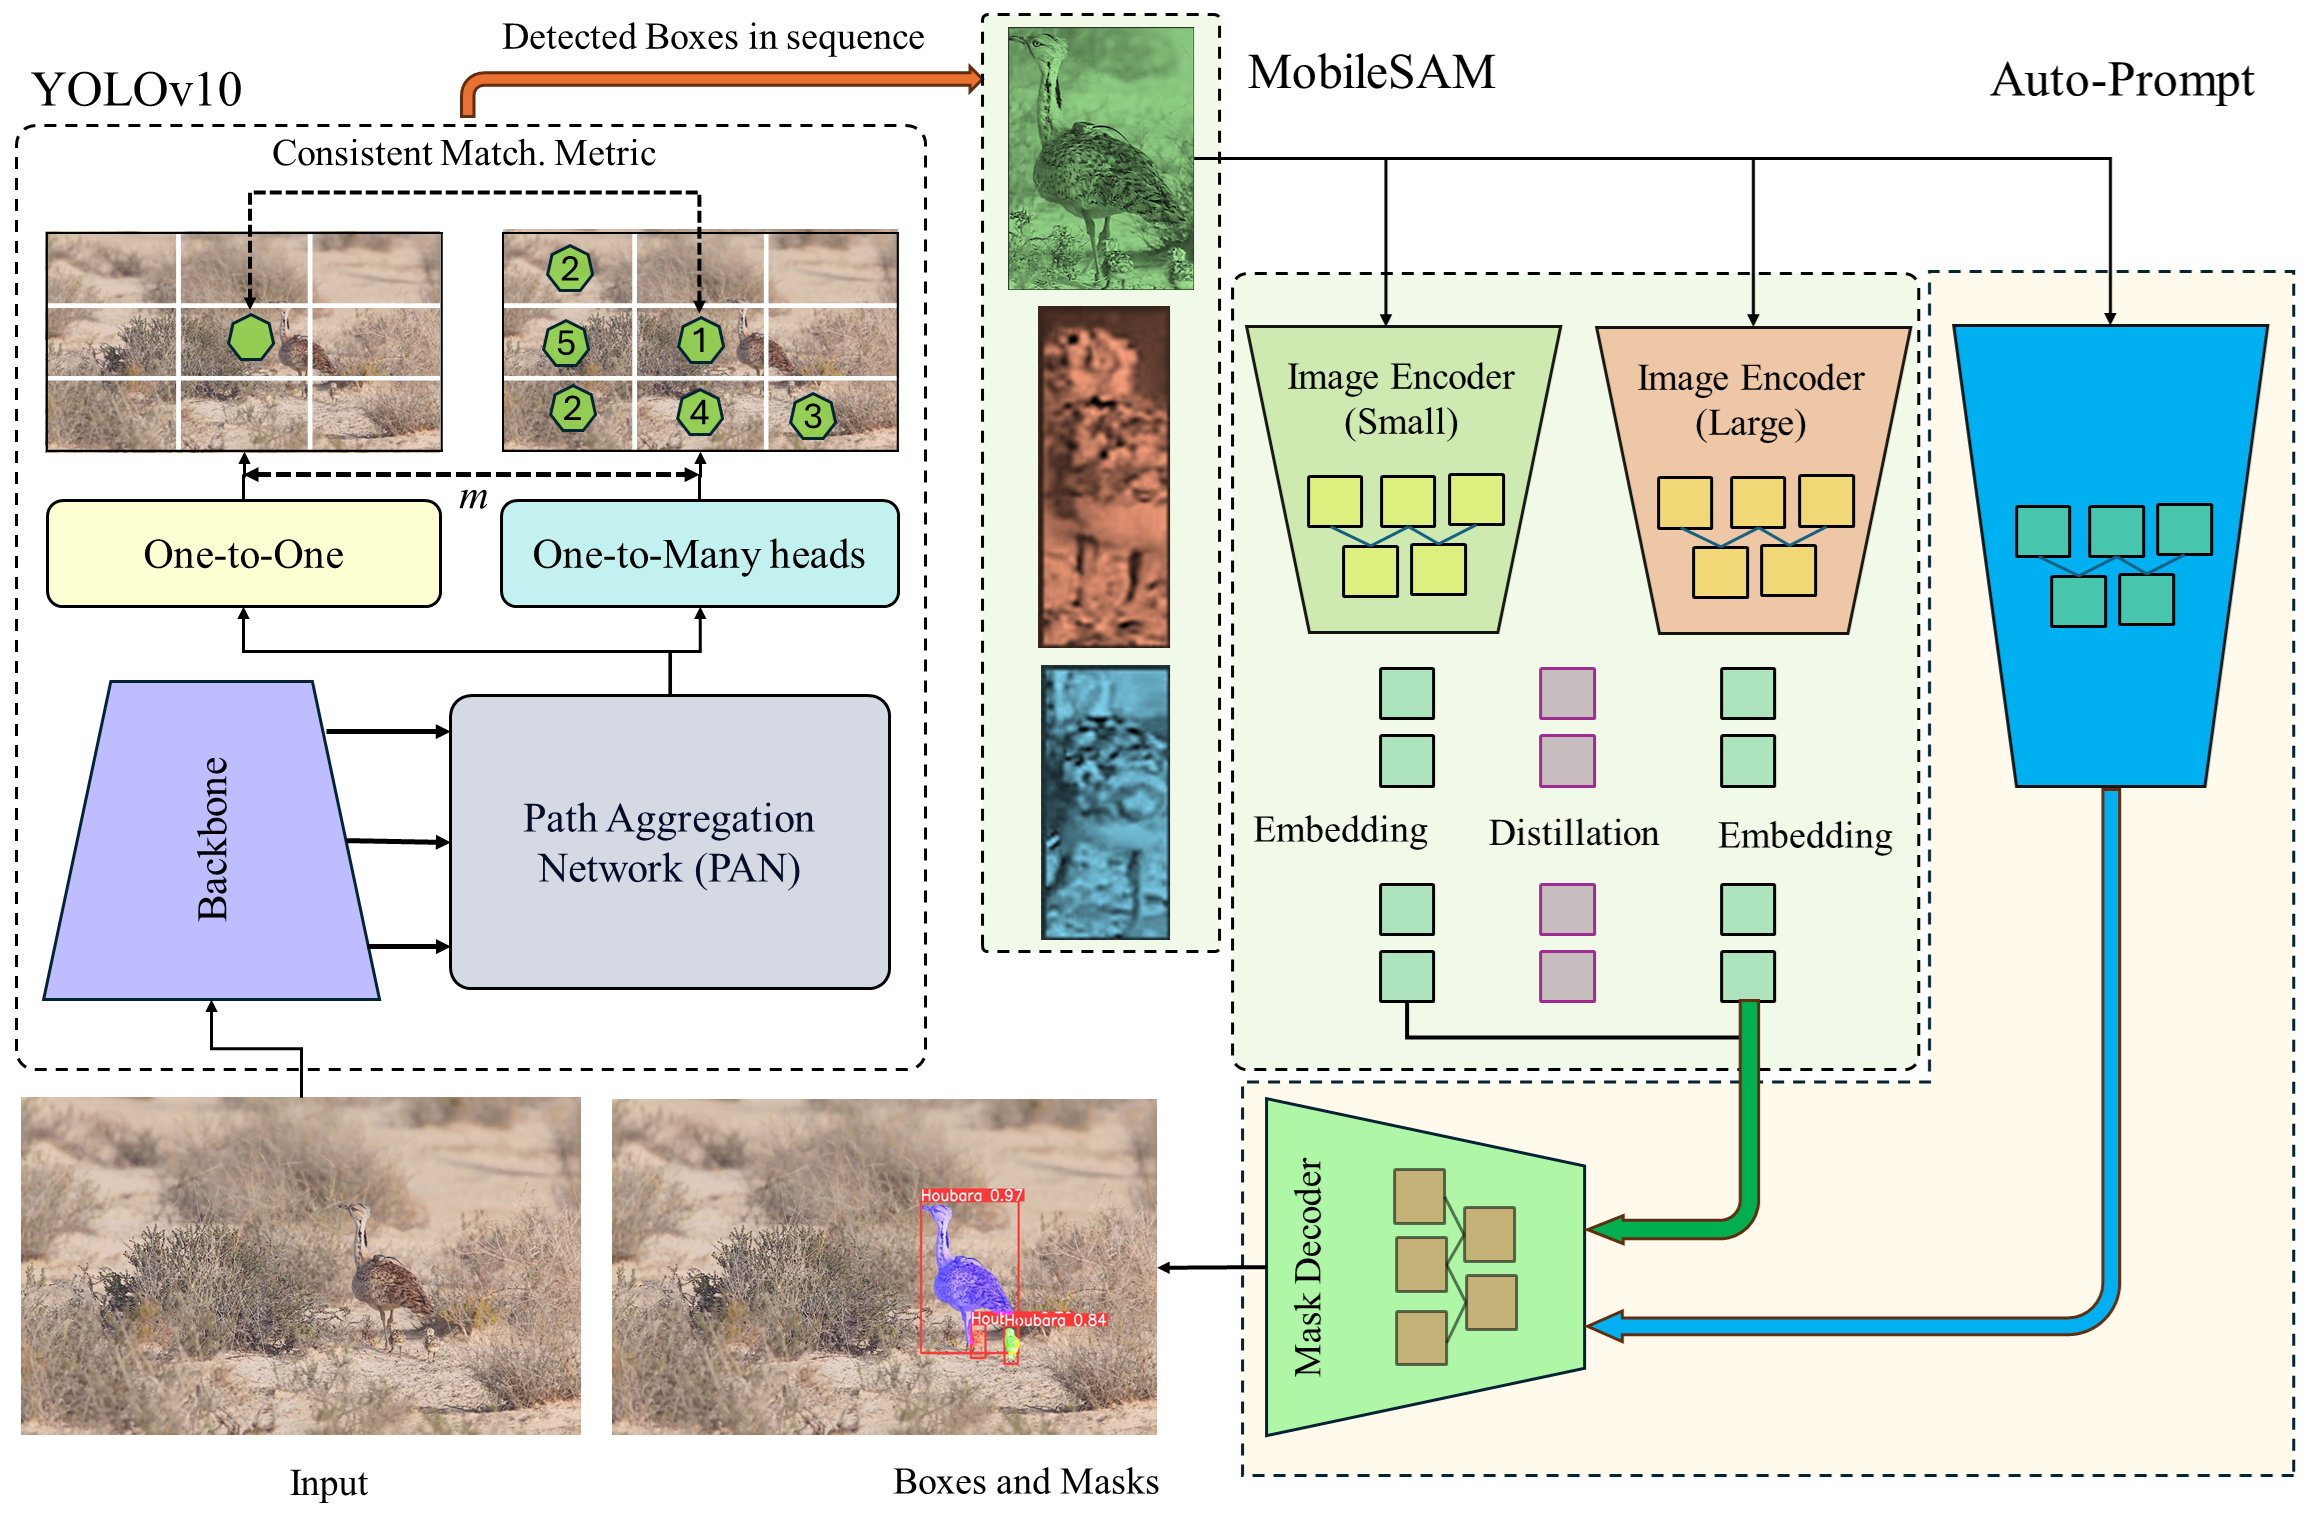 Detected Boxes in sequence
YOLOv10
MobileSAM
Auto-Prompt
Consistent Match. Metric
2
5
1
2
4
3
m
One-to-One
One-to-Many heads
Backbone
Path Aggregation
Network (PAN)
Image Encoder
(Small)
Image Encoder
(Large)
Embedding
Distillation
Embedding
Mask Decoder
Houbara 0.97
Houbara 0.84
Input
Boxes and Masks